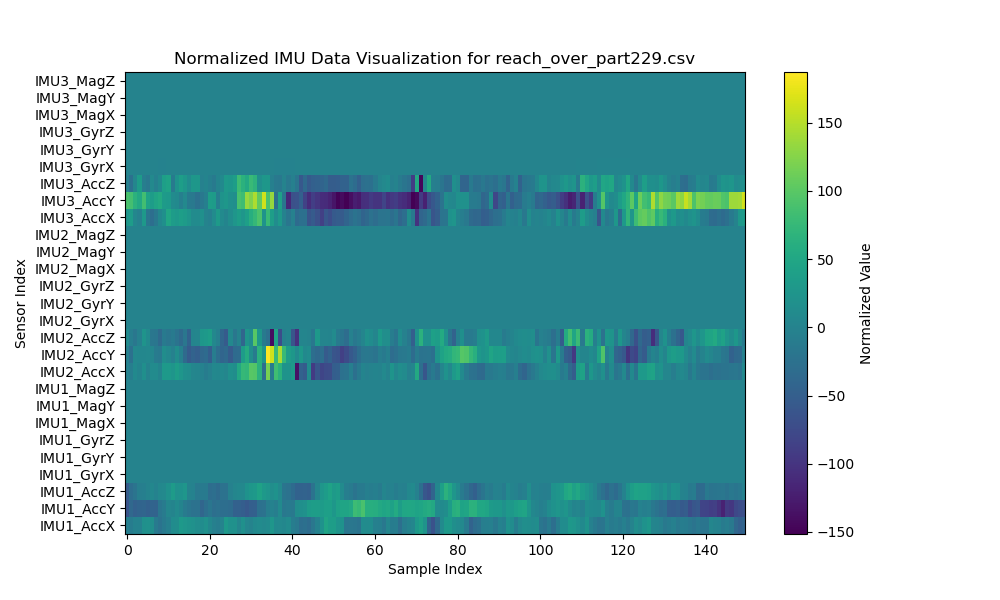 Normalized IMU Data Visualization for reach_over_part229.csv
IMU3_MagZ
IMU3_MagY
IMU3_MagX
IMU3_GyrZ
IMU3_GyrY
IMU3_GyrX
IMU3_AccZ
IMU3_AccY
IMU3_AccX
IMU2_MagZ
IMU2_MagY
IMU2_MagX
IMU2_GyrZ
IMU2_GyrY
IMU2_GyrX
IMU2_AccZ
IMU2_AccY
IMU2_AccX
IMU1_MagZ
IMU1_MagY
IMU1_MagX
IMU1_GyrZ
IMU1_GyrY
IMU1_GyrX
IMU1_AccZ
IMU1_AccY
IMU1_AccX
Sensor Index
0 20 40 60 80 100 120 140
Sample Index
150
100
50
0
−50
−100
−150
Normalized Value